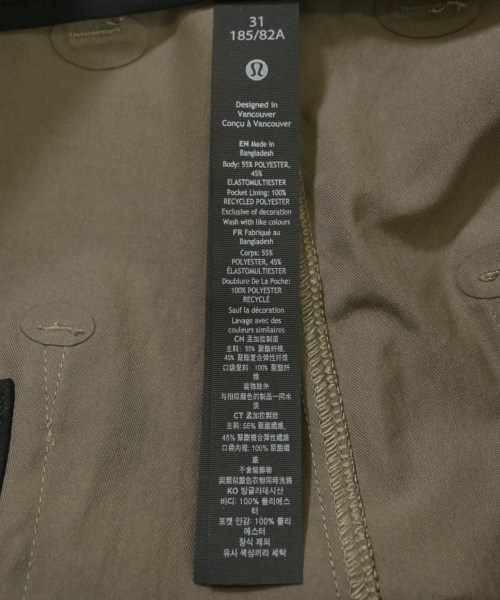 31
185/82A
Designed in
Vancouver
Conçu à Vancouver
EN Made in
Bangladesh
Body: 55% POLYESTER,
45%
ELASTOMULTIESTER
Pocket Lining: 100%
RECYCLED POLYESTER
Exclusive of decoration
Wash with like colours
FR Fabriqué au
Bangladesh
Corps: 55%
POLYESTER, 45%
ÉLASTOMULTIESTER
Doublure De La Poche:
100% POLYESTER
RECYCLÉ
Sauf la décoration
Lavage avec des
couleurs similaires
CN 孟加拉制造
主料: 55% 聚酯纤维,
45% 聚酯复合弹性纤维
口袋里料: 100% 聚酯纤
维
装饰除外
与相似颜色的制品一同水
洗
CT 孟加拉製造
主料: 55% 聚酯纖維,
45% 聚酯複合彈性纖維
口袋內裡: 100% 聚酯纖
維
不含裝飾物
與類似顏色衣物同時洗滌
KO 방글라데시산
바디: 100% 폴리에스
터
포켓 안감: 100% 폴리
에스터
장식 제외
유사 색상끼리 세탁